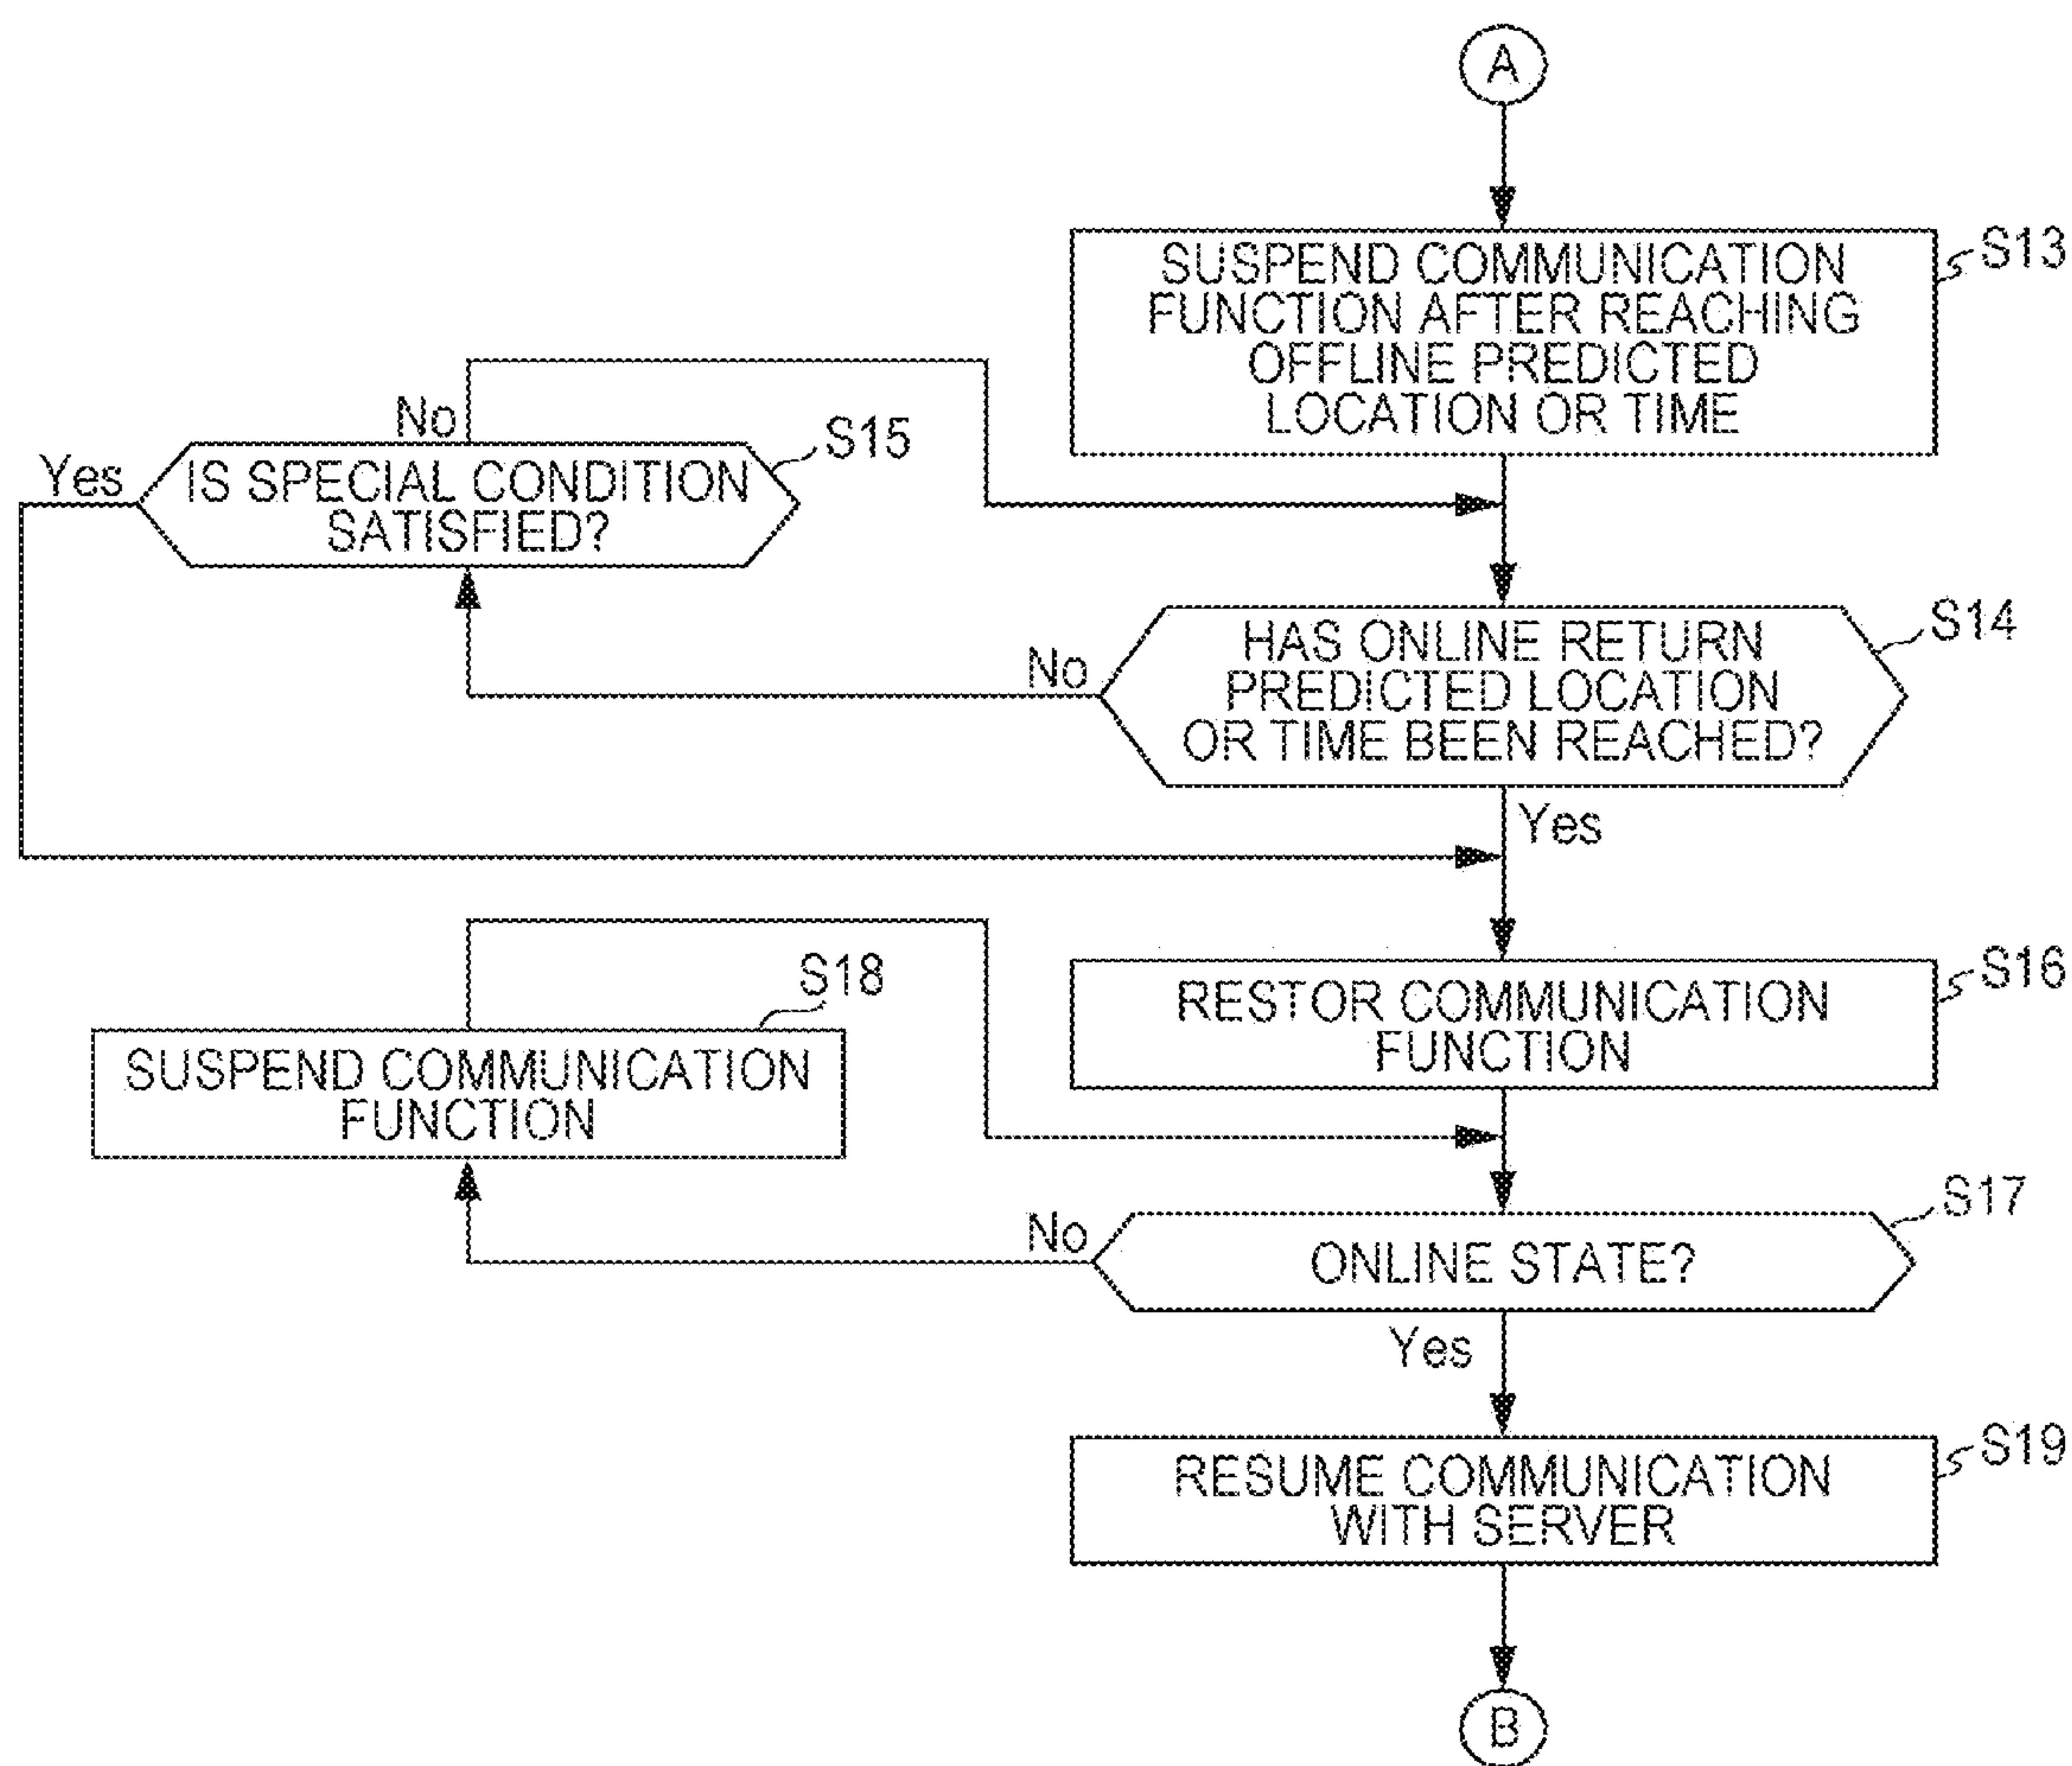 A
SUSPEND COMMUNICATION
FUNCTION AFTER REACHING
OFFLINE PREDICTED
LOCATION OR TIME
S13
No
Yes
IS SPECIAL CONDITION
SATISFIED?
S15
HAS ONLINE RETURN
PREDICTED LOCATION
OR TIME BEEN REACHED?
S14
No
Yes
RESTOR COMMUNICATION
FUNCTION
S16
S18
SUSPEND COMMUNICATION
FUNCTION
No
ONLINE STATE?
S17
Yes
RESUME COMMUNICATION
WITH SERVER
S19
B